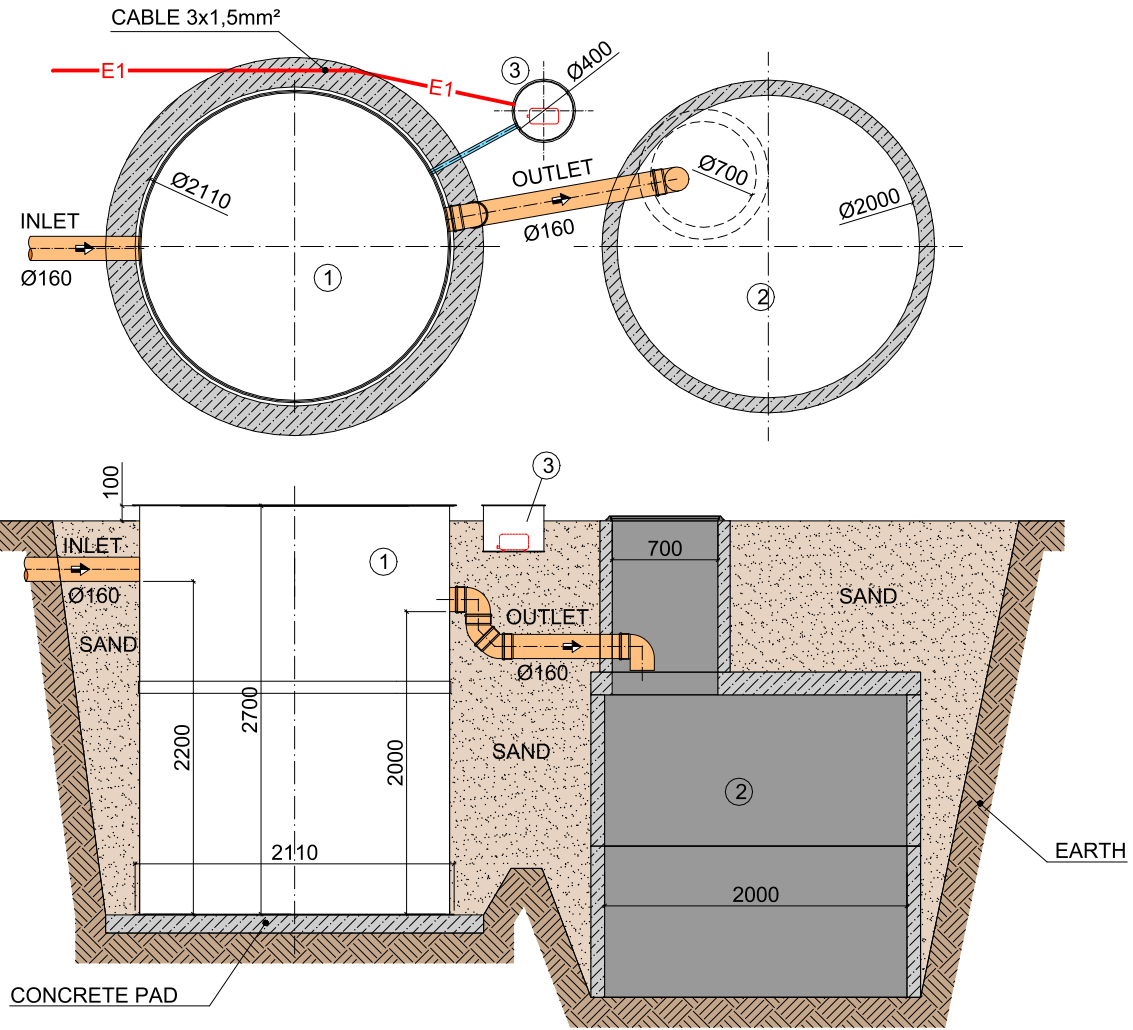 CABLE 3x1,5mm²
E1
E1
3
Ø400
OUTLET
Ø160
Ø700
Ø2000
Ø2110
INLET
Ø160
1
2
100
3
INLET
Ø160
1
700
SAND
SAND
OUTLET
Ø160
2200
2700
2000
SAND
2
2110
2000
EARTH
CONCRETE PAD